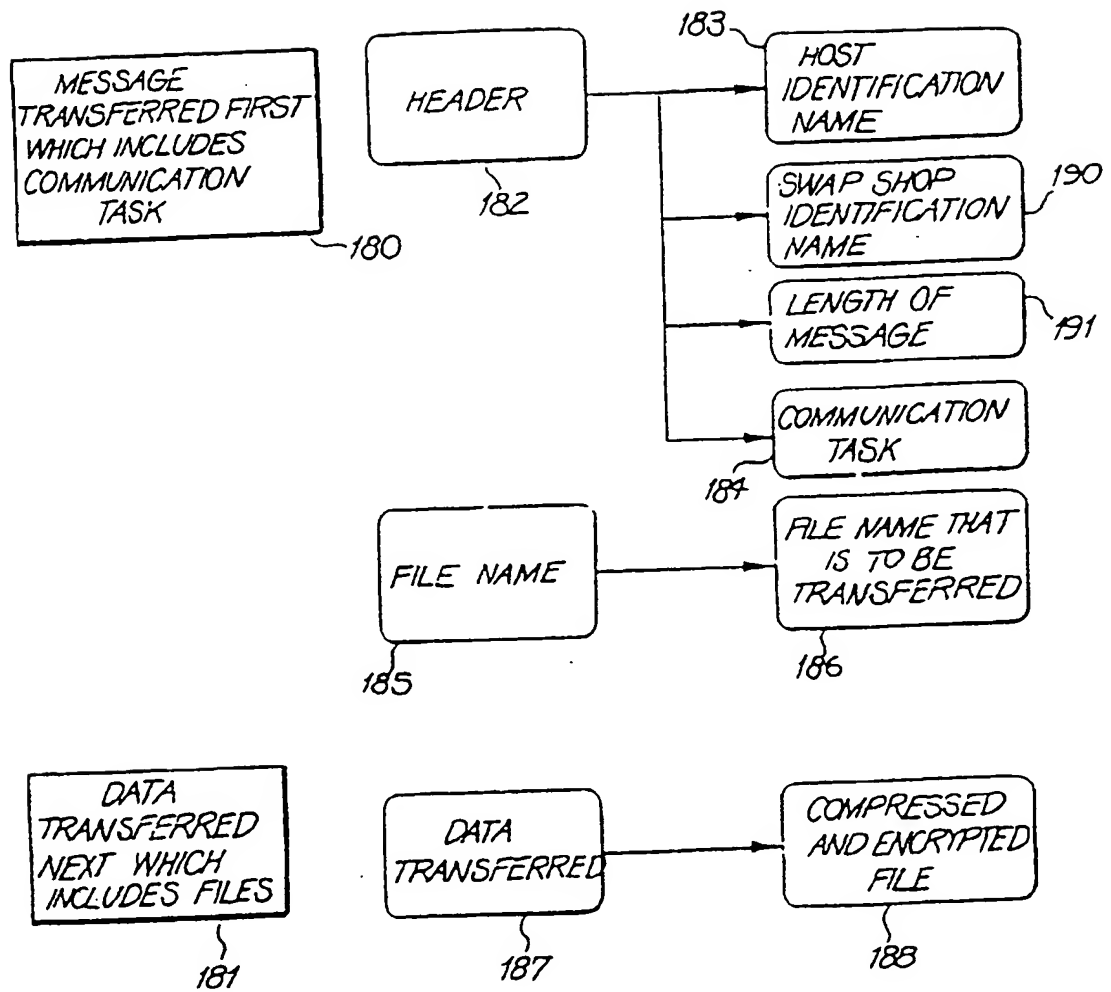 MESSAGE
TRANSFERRED FIRST
WHICH INCLUDES
COMMUNICATION
TASK
180
HEADER
182
183
HOST
IDENTIFICATION
NAME
SWAP SHOP
IDENTIFICATION
NAME
190
LENGTH OF
MESSAGE
191
COMMUNICATION
TASK
184
FILE NAME
185
FILE NAME THAT
IS TO BE
TRANSFERRED
186
DATA
TRANSFERRED
NEXT WHICH
INCLUDES FILES
181
DATA
TRANSFERRED
187
COMPRESSED
AND ENCRYPTED
FILE
188